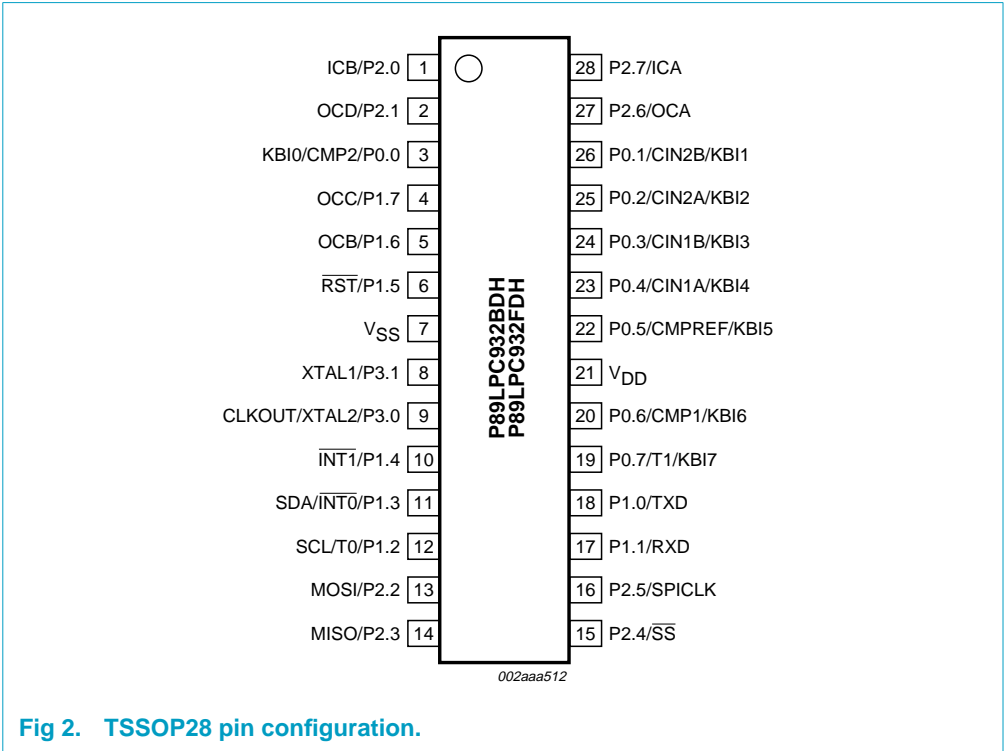 ICB/P2.0 1
OCD/P2.1 2
KBI0/CMP2/P0.0 3
OCC/P1.7 4
OCB/P1.6 5
R̅S̅T̅/P1.5 6
VSS 7
XTAL1/P3.1 8
CLKOUT/XTAL2/P3.0 9
I̅N̅T̅1̅/P1.4 10
SDA/I̅N̅T̅0̅/P1.3 11
SCL/T0/P1.2 12
MOSI/P2.2 13
MISO/P2.3 14
P89LPC932BDH
P89LPC932FDH
28 P2.7/ICA
27 P2.6/OCA
26 P0.1/CIN2B/KBI1
25 P0.2/CIN2A/KBI2
24 P0.3/CIN1B/KBI3
23 P0.4/CIN1A/KBI4
22 P0.5/CMPREF/KBI5
21 VDD
20 P0.6/CMP1/KBI6
19 P0.7/T1/KBI7
18 P1.0/TXD
17 P1.1/RXD
16 P2.5/SPICLK
15 P2.4/S̅S̅
002aaa512
Fig 2. TSSOP28 pin configuration.